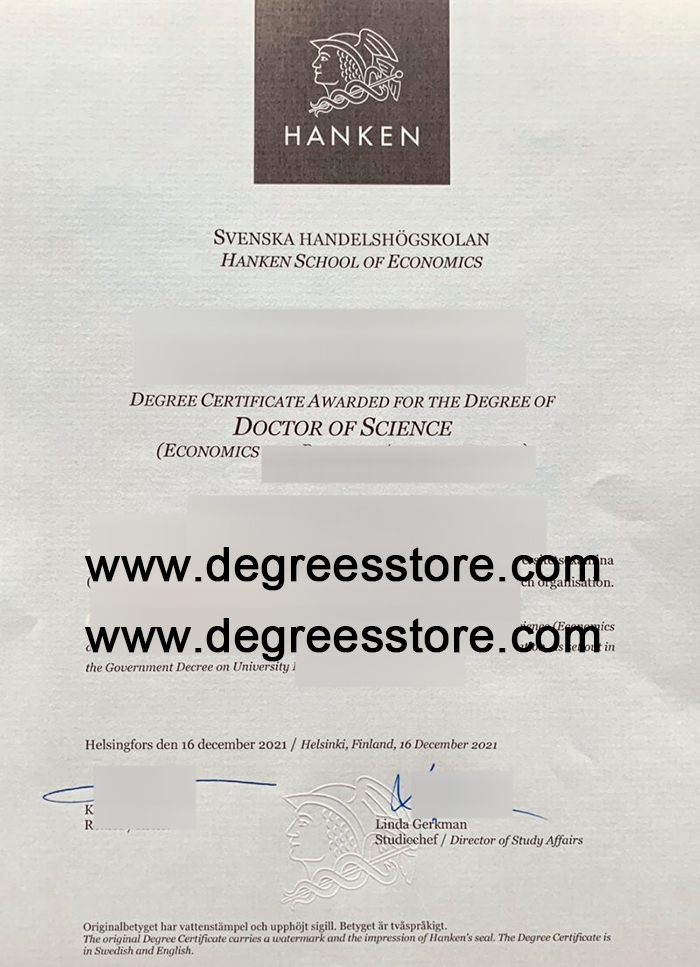 HANKEN
SVENSKA HANDELSHÖGSKOLAN
HANKEN SCHOOL OF ECONOMICS
DEGREE CERTIFICATE AWARDED FOR THE DEGREE OF
DOCTOR OF SCIENCE
(ECONOMICS
www.degreesstore.com
organisation.
www.degreesstore.com
(Economics
in
the Government Decree on University
Helsingfors den 16 december 2021 / Helsinki, Finland, 16 December 2021
K
R
Linda Gerkman
Studiechef / Director of Study Affairs
Originalbetyget har vattenstämpel och upphöjt sigill. Betyget är tvåspråkigt.
The original Degree Certificate carries a watermark and the impression of Hanken's seal. The Degree Certificate is
in Swedish and English.